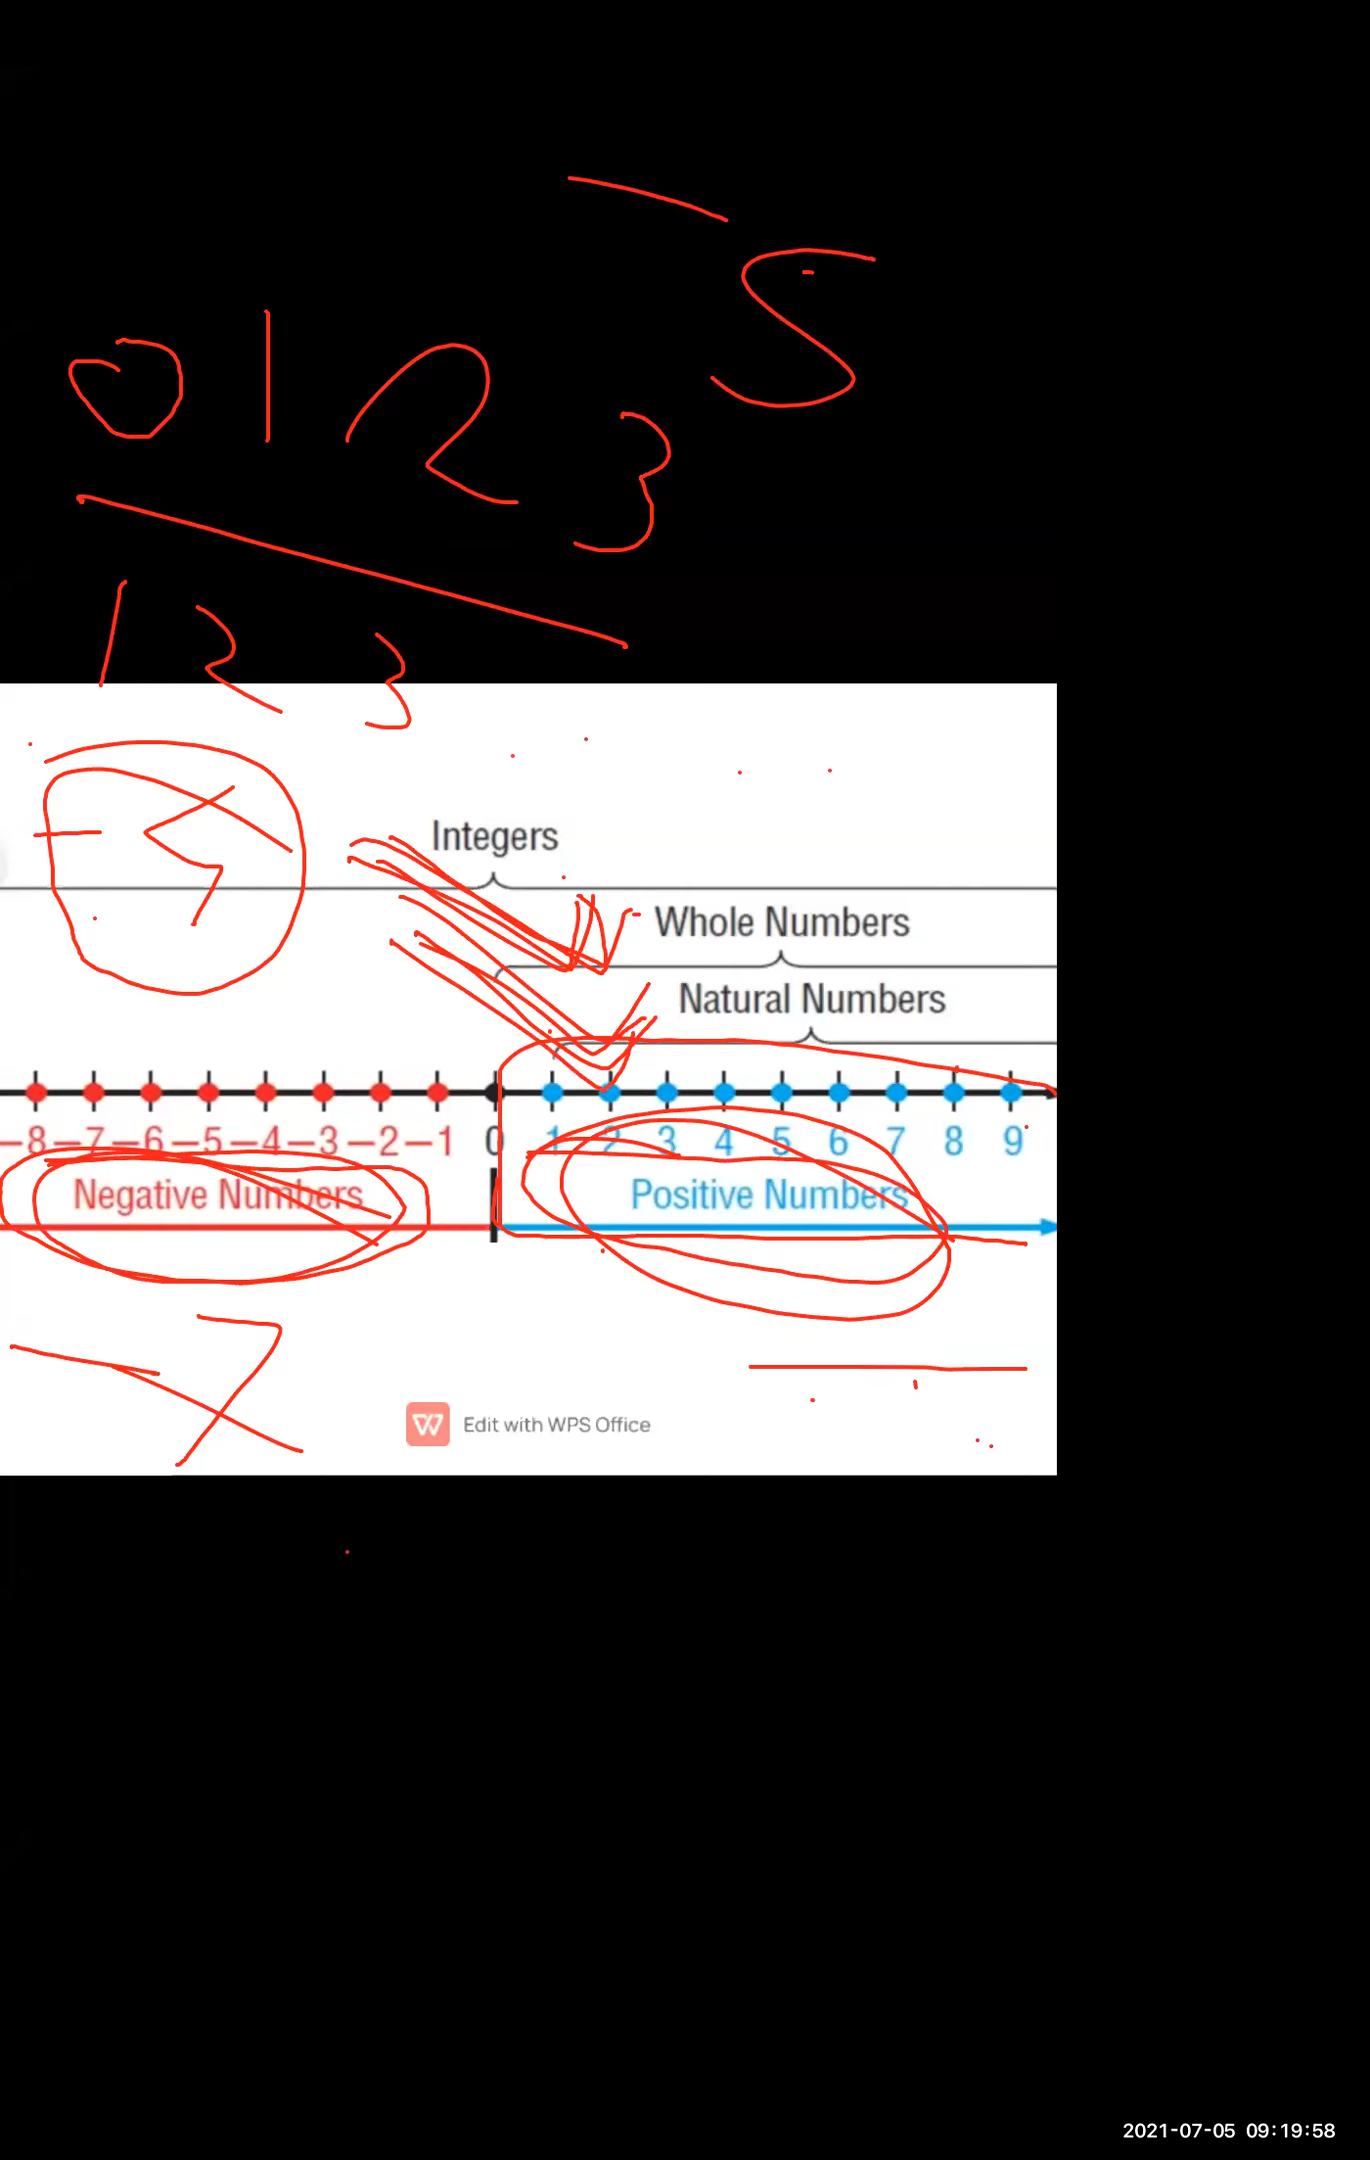 5
0 1 2 3
1 2 3
-5
Integers
Whole Numbers
Natural Numbers
−8 −7 −6 −5 −4 −3 −2 −1 0 1 2 3 4 5 6 7 8 9
Negative Numbers Positive Numbers
-7
Edit with WPS Office
2021-07-05 09:19:58